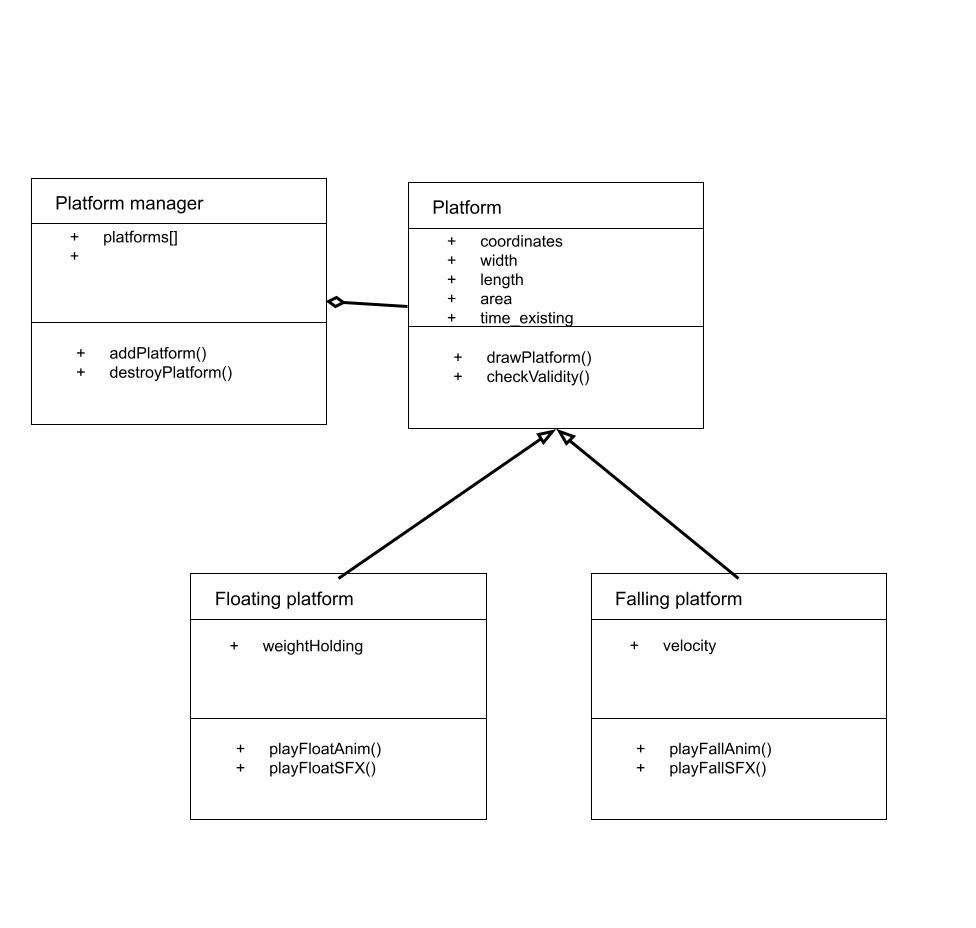 Platform manager
+ platforms[]
+
+ addPlatform()
+ destroyPlatform()
Platform
+ coordinates
+ width
+ length
+ area
+ time_existing
+ drawPlatform()
+ checkValidity()
Floating platform
+ weightHolding
+ playFloatAnim()
+ playFloatSFX()
Falling platform
+ velocity
+ playFallAnim()
+ playFallSFX()